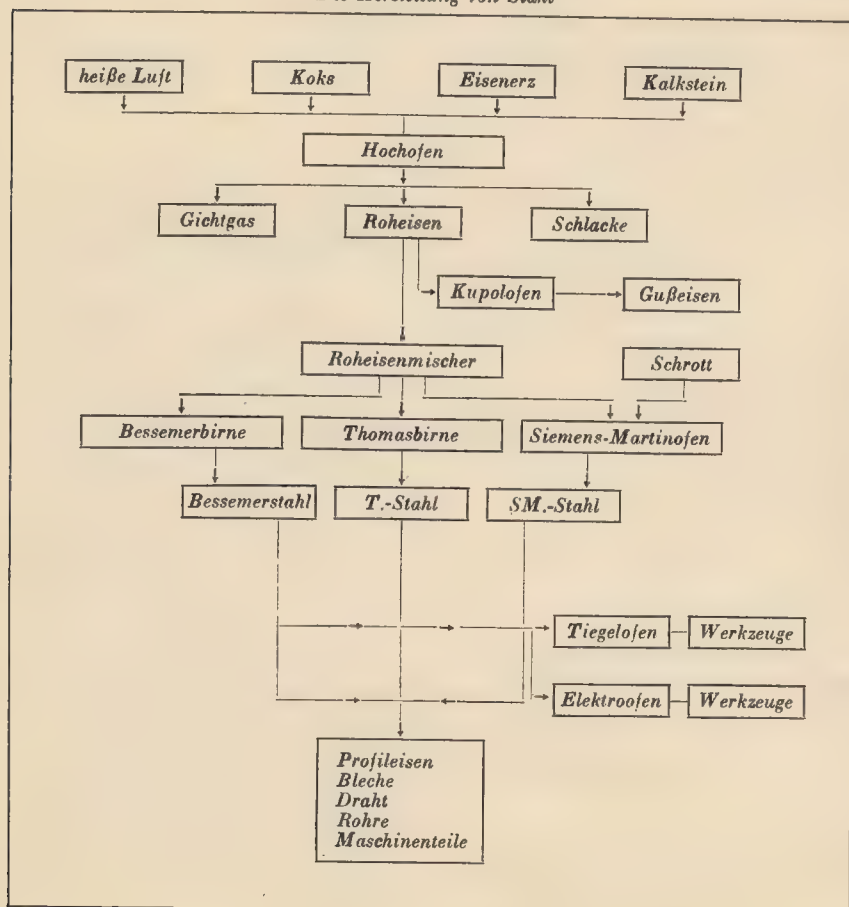 heiße Luft
Koks
Eisenerz
Kalkstein
Hochofen
Gichtgas
Roheisen
Schlacke
Kupolofen
Gußeisen
Roheisenmischer
Schrott
Bessemerbirne
Thomasbirne
Siemens-Martinofen
Bessemerstahl
T.-Stahl
SM.-Stahl
Tiegelofen
Werkzeuge
Elektroofen
Werkzeuge
Profileisen
Bleche
Draht
Rohre
Maschinenteile